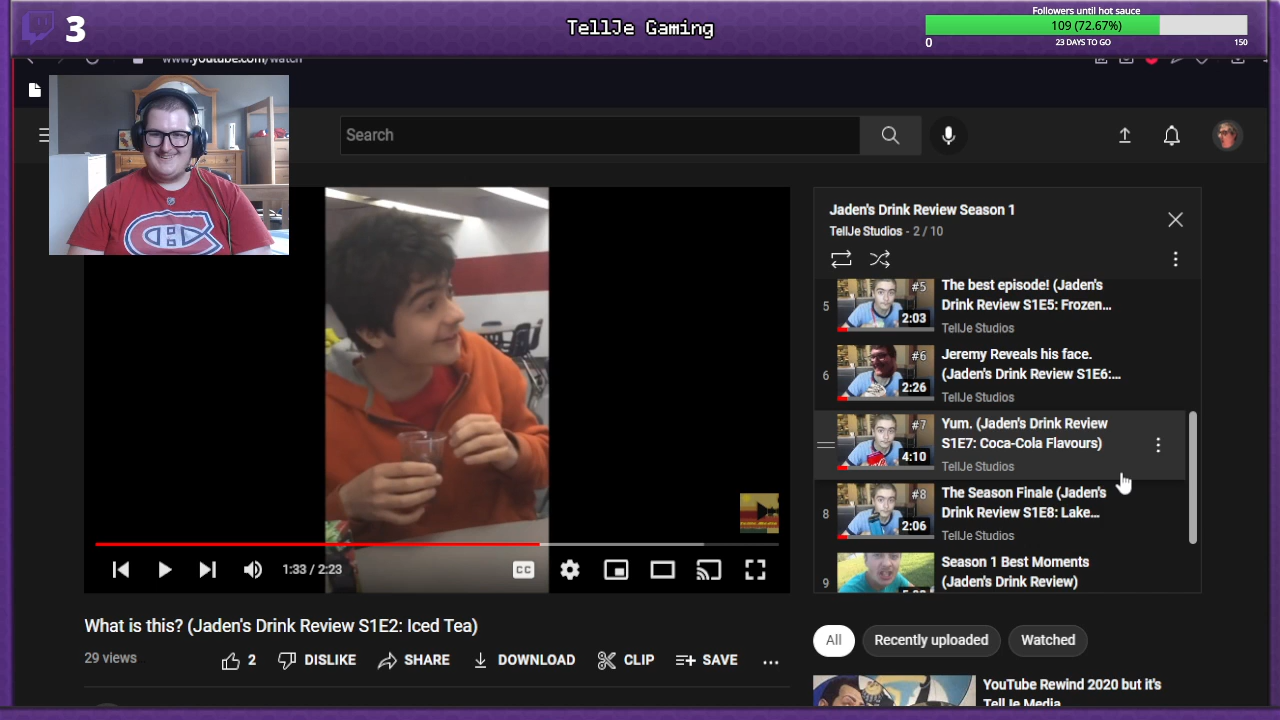 3
TellJe Gaming
Followers until hot sauce
109 (72.67%)
0
23 DAYS TO GO
150
www.youtube.com/watch
Search
Jaden's Drink Review Season 1
TellJe Studios - 2 / 10
5
#5
2:03
The best episode! (Jaden's
Drink Review S1E5: Frozen...
TellJe Studios
6
#6
2:26
Jeremy Reveals his face.
(Jaden's Drink Review S1E6:...
TellJe Studios
#7
4:10
Yum. (Jaden's Drink Review
S1E7: Coca-Cola Flavours)
TellJe Studios
8
#8
2:06
The Season Finale (Jaden's
Drink Review S1E8: Lake...
TellJe Studios
9
Season 1 Best Moments
(Jaden's Drink Review)
1:33 / 2:23
CC
What is this? (Jaden's Drink Review S1E2: Iced Tea)
29 views
2
DISLIKE
SHARE
DOWNLOAD
CLIP
SAVE
All
Recently uploaded
Watched
YouTube Rewind 2020 but it's
TellJe Media